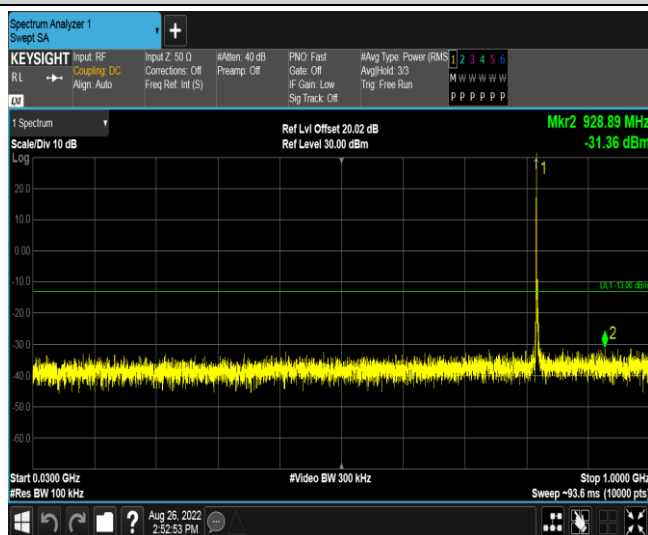 Spectrum Analyzer 1
Swept SA
+
KEYSIGHT
RL
LXI
Input: RF
Coupling: DC
Align: Auto
Input Z: 50 Ω
Corrections: Off
Freq Ref: Int (S)
#Atten: 40 dB
Preamp: Off
PNO: Fast
Gate: Off
IF Gain: Low
Sig Track: Off
#Avg Type: Power (RMS
Avg|Hold: 3/3
Trig: Free Run
1 2 3 4 5 6
M W W W W W
P P P P P P
1 Spectrum
Scale/Div 10 dB
Log
Ref Lvl Offset 20.02 dB
Ref Level 30.00 dBm
Mkr2 928.89 MHz
-31.36 dBm
1
20.0
10.0
0.00
-10.0
DL1 -13.00 dBm
-20.0
-30.0
2
-40.0
-50.0
-60.0
Start 0.0300 GHz
#Res BW 100 kHz
#Video BW 300 kHz
Stop 1.0000 GHz
Sweep ~93.6 ms (10000 pts)
?
Aug 26, 2022
2:52:53 PM